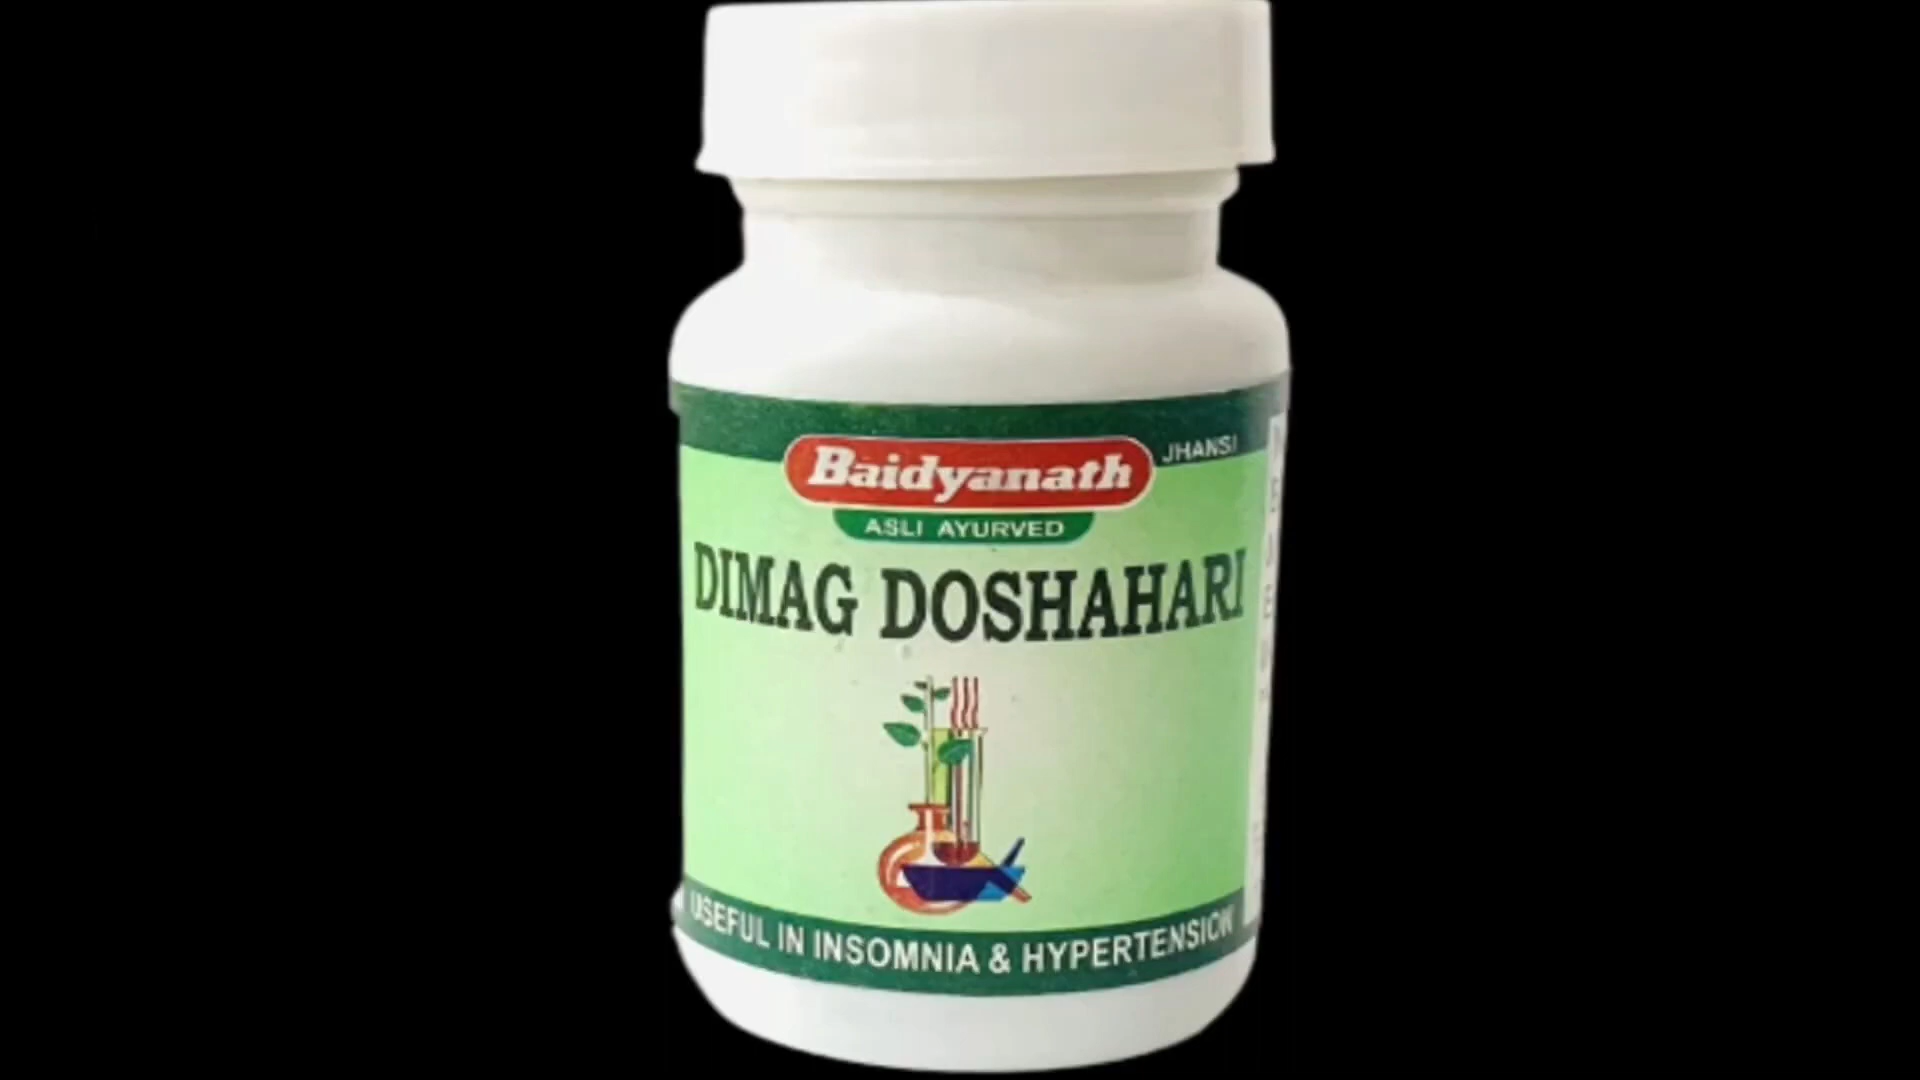 Baidyanath
JHANSI
ASLI AYURVED
DIMAG DOSHAHARI
USEFUL IN INSOMNIA & HYPERTENSION